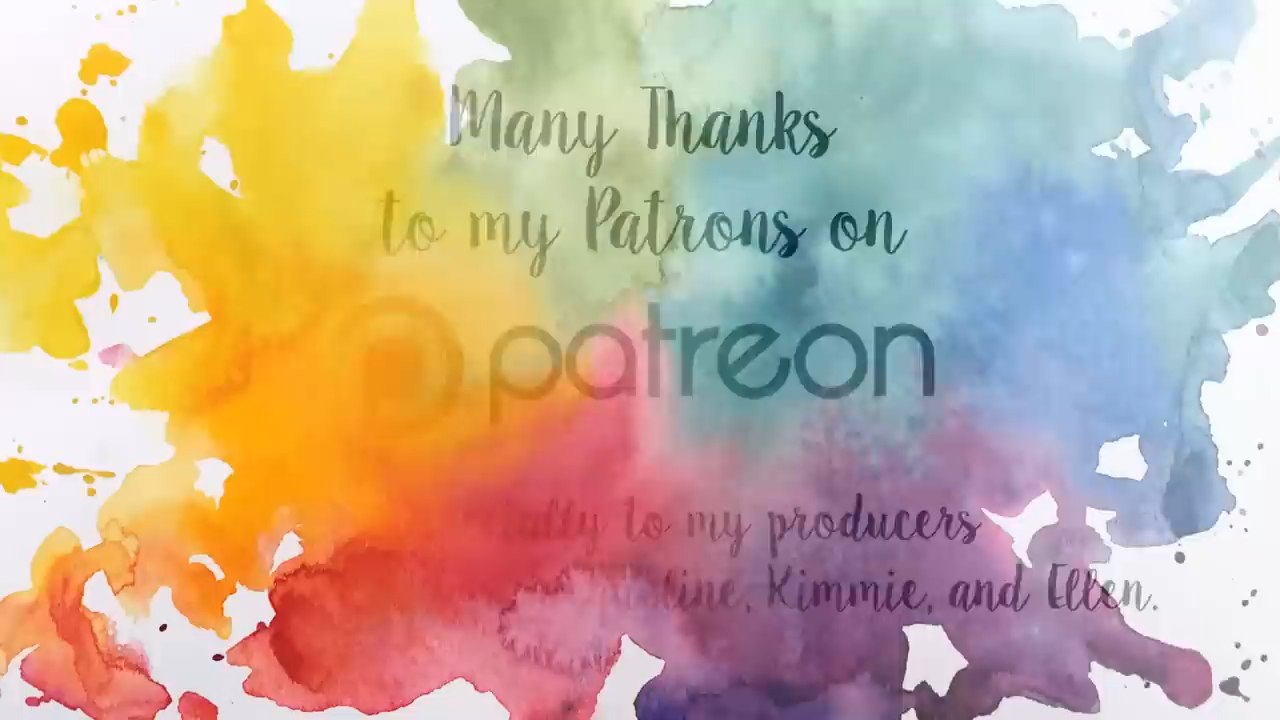 Many Thanks
to my Patrons on
patreon
to my producers
Kimmie, and Ellen.